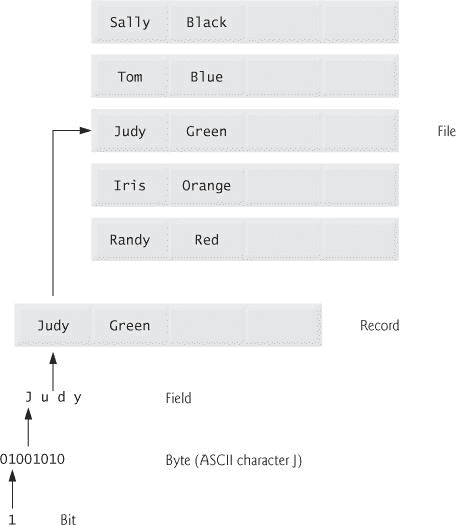 Sally Black
Tom Blue
Judy Green File
Iris Orange
Randy Red
Judy Green Record
J u d y Field
01001010 Byte (ASCII character J)
1 Bit